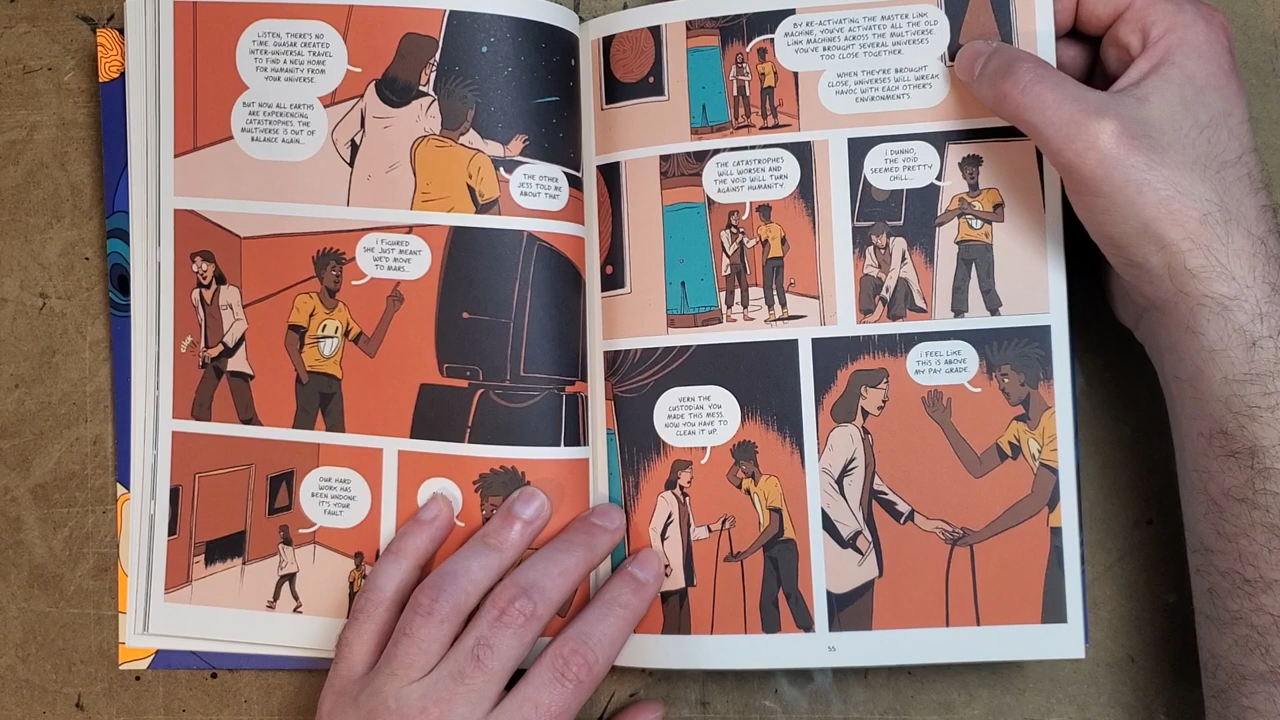 LISTEN, THERE'S NO
TIME. QUASAR CREATED
INTER-UNIVERSAL TRAVEL
TO FIND A NEW HOME
FOR HUMANITY FROM
YOUR UNIVERSE.
BUT NOW ALL EARTHS
ARE EXPERIENCING
CATASTROPHES. THE
MULTIVERSE IS OUT OF
BALANCE AGAIN...
THE OTHER
JESS TOLD ME
ABOUT THAT
I FIGURED
SHE JUST MEANT
WE'D MOVE
TO MARS...
CLICK
OUR HARD
WORK HAS
BEEN UNDONE.
IT'S YOUR
FAULT.
BY RE-ACTIVATING THE MASTER LINK
MACHINE, YOU'VE ACTIVATED ALL THE OLD
LINK MACHINES ACROSS THE MULTIVERSE.
YOU'VE BROUGHT SEVERAL UNIVERSES
TOO CLOSE TOGETHER.
WHEN THEY'RE BROUGHT
CLOSE, UNIVERSES WILL WREAK
HAVOC WITH EACH OTHER'S
ENVIRONMENTS.
THE CATASTROPHES
WILL WORSEN AND
THE VOID WILL TURN
AGAINST HUMANITY.
I DUNNO,
THE VOID
SEEMED PRETTY
CHILL...
VERN THE
CUSTODIAN. YOU
MADE THIS MESS.
NOW YOU HAVE TO
CLEAN IT UP.
I FEEL LIKE
THIS IS ABOVE
MY PAY GRADE.
55